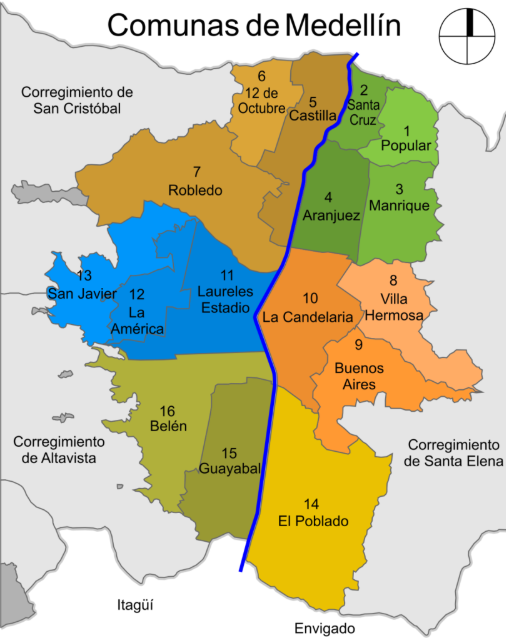 Comunas de Medellín
Corregimiento de
San Cristóbal
6
12 de
Octubre
5
Castilla
2
Santa
Cruz
1
Popular
7
Robledo
4
Aranjuez
3
Manrique
13
San Javier
12
La
América
11
Laureles
Estadio
10
La Candelaria
8
Villa
Hermosa
9
Buenos
Aires
16
Belén
15
Guayabal
Corregimiento
de Altavista
Corregimiento
de Santa Elena
14
El Poblado
Itagüí
Envigado